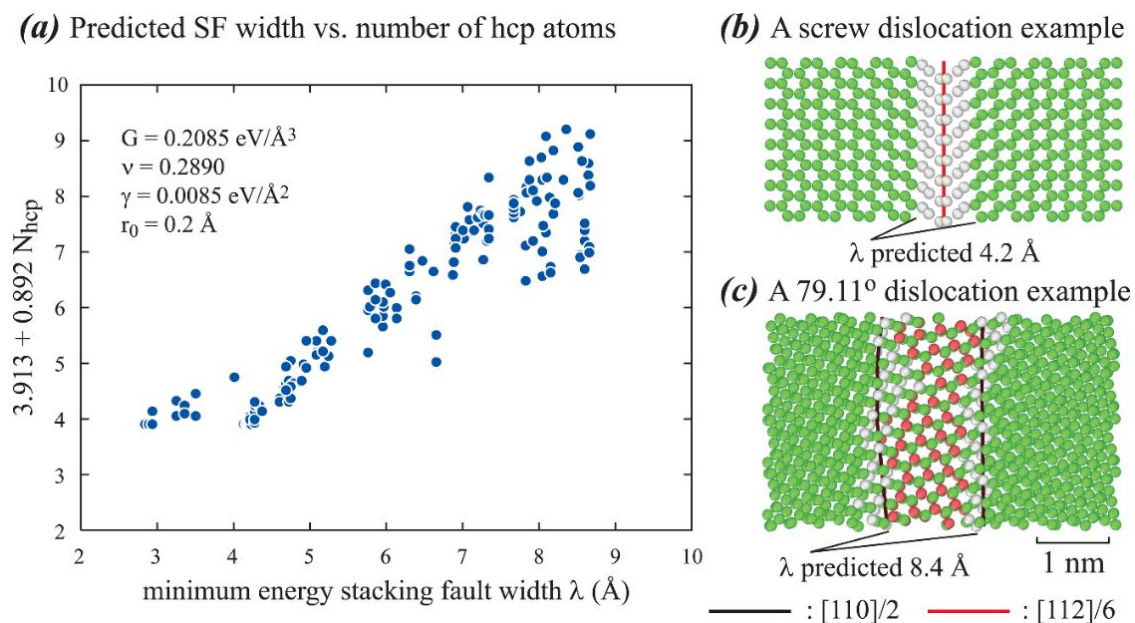 (a) Predicted SF width vs. number of hcp atoms
10
9
8
7
6
5
4
3
2
3.913 + 0.892 Nhcp
G = 0.2085 eV/Å³
ν = 0.2890
γ = 0.0085 eV/Å²
r₀ = 0.2 Å
2 3 4 5 6 7 8 9 10
minimum energy stacking fault width λ (Å)
(b) A screw dislocation example
λ predicted 4.2 Å
(c) A 79.11º dislocation example
λ predicted 8.4 Å
1 nm
: [110]/2 : [112]/6